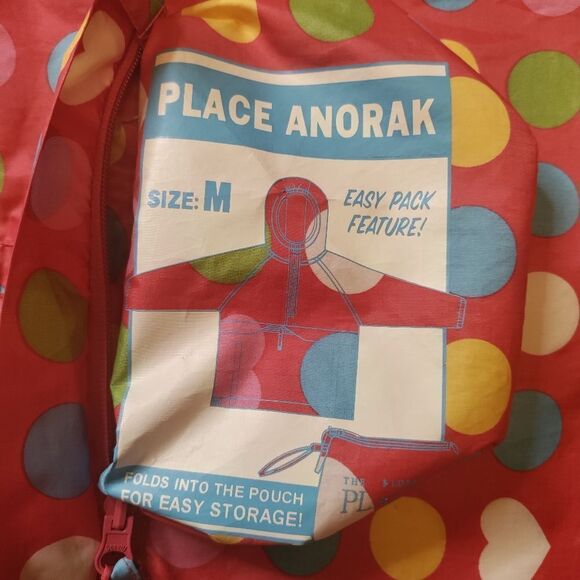 PLACE ANORAK
SIZE: M
EASY PACK
FEATURE!
FOLDS INTO THE POUCH
FOR EASY STORAGE!